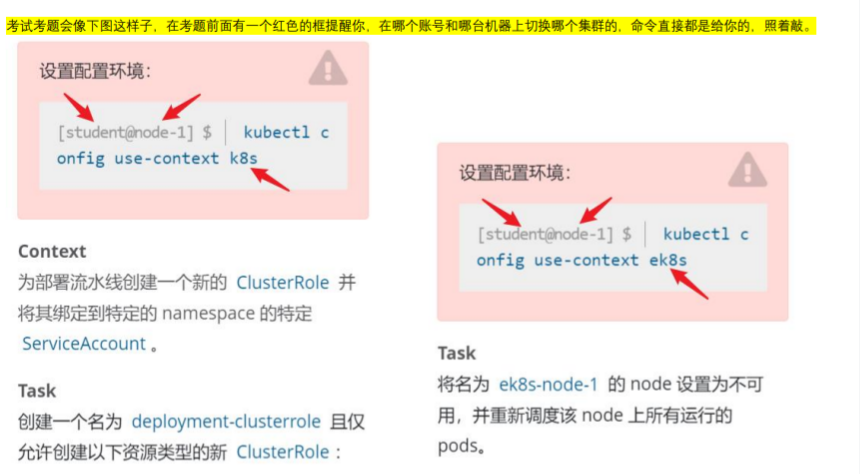 考试考题会像下图这样子，在考题前面有一个红色的框提醒你，在哪个账号和哪台机器上切换哪个集群的，命令直接都是给你的，照着敲。
设置配置环境：
[student@node-1] $ | kubectl c
onfig use-context k8s
Context
为部署流水线创建一个新的 ClusterRole 并
将其绑定到特定的 namespace 的特定
ServiceAccount 。
Task
创建一个名为 deployment-clusterrole 且仅
允许创建以下资源类型的新 ClusterRole：
设置配置环境：
[student@node-1] $ | kubectl c
onfig use-context ek8s
Task
将名为 ek8s-node-1 的 node 设置为不可
用，并重新调度该 node 上所有运行的
pods。